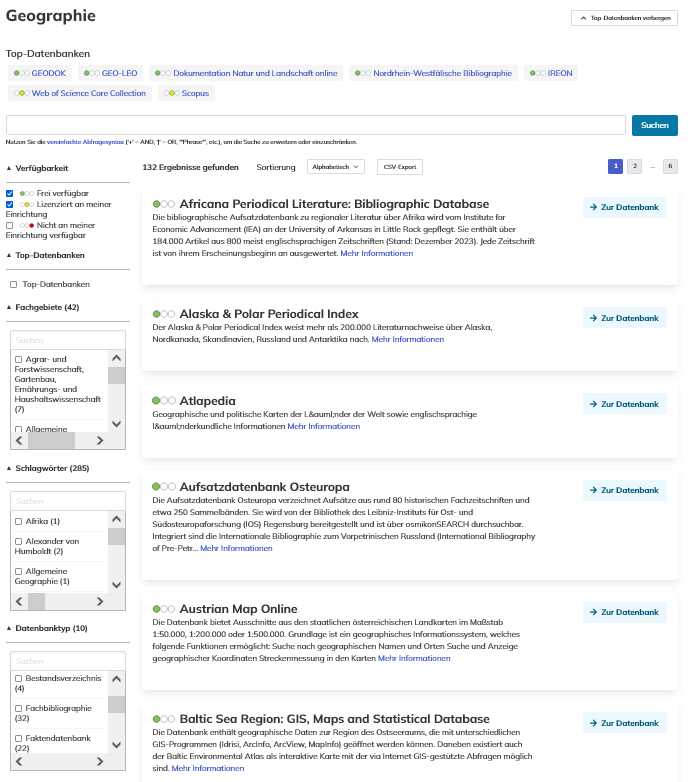 Geographie
Top-Datenbanken verbergen
Top-Datenbanken
GEODOK
GEO-LEO
Dokumentation Natur und Landschaft online
Nordrhein-Westfälische Bibliographie
IREON
Web of Science Core Collection
Scopus
Suchen
Nutzen Sie die vereinfachte Abfragesyntax ('+' = AND, '|' = OR, '"Phrase"', etc.), um die Suche zu erweitern oder einzuschränken.
Verfügbarkeit
Frei verfügbar
Lizenziert an meiner
Einrichtung
Nicht an meiner
Einrichtung verfügbar
Top-Datenbanken
Top-Datenbanken
Fachgebiete (42)
Suchen
Agrar- und
Forstwissenschaft,
Gartenbau,
Ernährungs- und
Haushaltswissenschaft
(7)
Allgemeine
Schlagwörter (285)
Suchen
Afrika (1)
Alexander von
Humboldt (2)
Allgemeine
Geographie (1)
Datenbanktyp (10)
Suchen
Bestandsverzeichnis
(4)
Fachbibliographie
(32)
Faktendatenbank
(22)
132 Ergebnisse gefunden
Sortierung
Alphabetisch
CSV-Export
1 2 ... 6
Africana Periodical Literature: Bibliographic Database
Zur Datenbank
Die bibliographische Aufsatzdatenbank zu regionaler Literatur über Afrika wird vom Institute for
Economic Advancement (IEA) an der University of Arkansas in Little Rock gepflegt. Sie enthält über
184.000 Artikel aus 800 meist englischsprachigen Zeitschriften (Stand: Dezember 2023). Jede Zeitschrift
ist von ihrem Erscheinungsbeginn an ausgewertet. Mehr Informationen
Alaska & Polar Periodical Index
Zur Datenbank
Der Alaska & Polar Periodical Index weist mehr als 200.000 Literaturnachweise über Alaska,
Nordkanada, Skandinavien, Russland und Antarktika nach. Mehr Informationen
Atlapedia
Zur Datenbank
Geographische und politische Karten der L&auml;nder der Welt sowie englischsprachige
l&auml;nderkundliche Informationen Mehr Informationen
Aufsatzdatenbank Osteuropa
Zur Datenbank
Die Aufsatzdatenbank Osteuropa verzeichnet Aufsätze aus rund 80 historischen Fachzeitschriften und
etwa 250 Sammelbänden. Sie wird von der Bibliothek des Leibniz-Instituts für Ost- und
Südosteuropaforschung (IOS) Regensburg bereitgestellt und ist über osmikonSEARCH durchsuchbar.
Integriert sind die Internationale Bibliographie zum Vorpetrinischen Russland (International Bibliography
of Pre-Petr... Mehr Informationen
Austrian Map Online
Zur Datenbank
Die Datenbank bietet Ausschnitte aus den staatlichen österreichischen Landkarten im Maßstab
1:50.000, 1:200.000 oder 1:500.000. Grundlage ist ein geographisches Informationssystem, welches
folgende Funktionen ermöglicht: Suche nach geographischen Namen und Orten Suche und Anzeige
geographischer Koordinaten Streckenmessung in den Karten Mehr Informationen
Baltic Sea Region: GIS, Maps and Statistical Database
Zur Datenbank
Die Datenbank enthält geographische Daten zur Region des Ostseeraums, die mit unterschiedlichen
GIS-Programmen (Idrisi, ArcInfo, ArcView, MapInfo) geöffnet werden können. Daneben existiert auch
der Baltic Environmental Atlas als interaktive Karte mit der via Internet GIS-gestützte Abfragen möglich
sind. Mehr Informationen